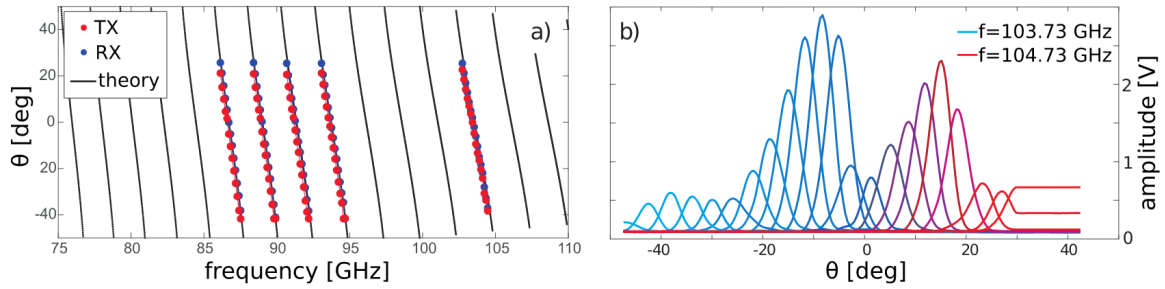 TX
RX
theory
a)
θ [deg]
40
20
0
-20
-40
75
80
85
90
95
100
105
110
frequency [GHz]
b)
f=103.73 GHz
f=104.73 GHz
amplitude [V]
2
1
0
-40
-20
0
20
40
θ [deg]